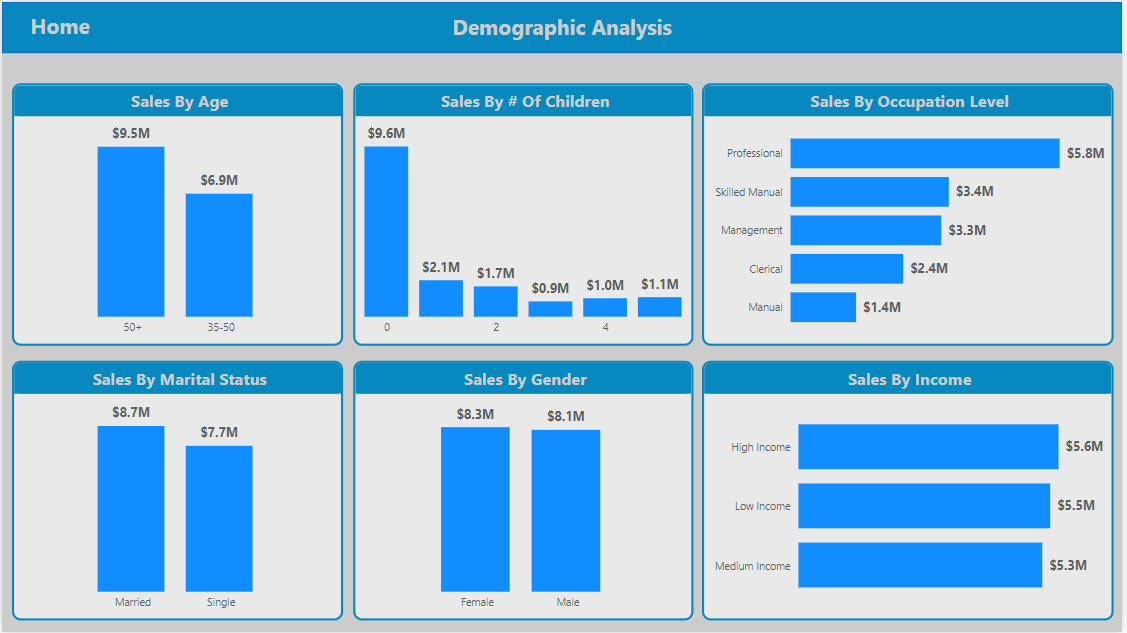 Home
Demographic Analysis
Sales By Age
$9.5M
$6.9M
50+
35-50
Sales By # Of Children
$9.6M
$2.1M
$1.7M
$0.9M
$1.0M
$1.1M
0
2
4
Sales By Occupation Level
Professional $5.8M
Skilled Manual $3.4M
Management $3.3M
Clerical $2.4M
Manual $1.4M
Sales By Marital Status
$8.7M
$7.7M
Married
Single
Sales By Gender
$8.3M
$8.1M
Female
Male
Sales By Income
High Income $5.6M
Low Income $5.5M
Medium Income $5.3M